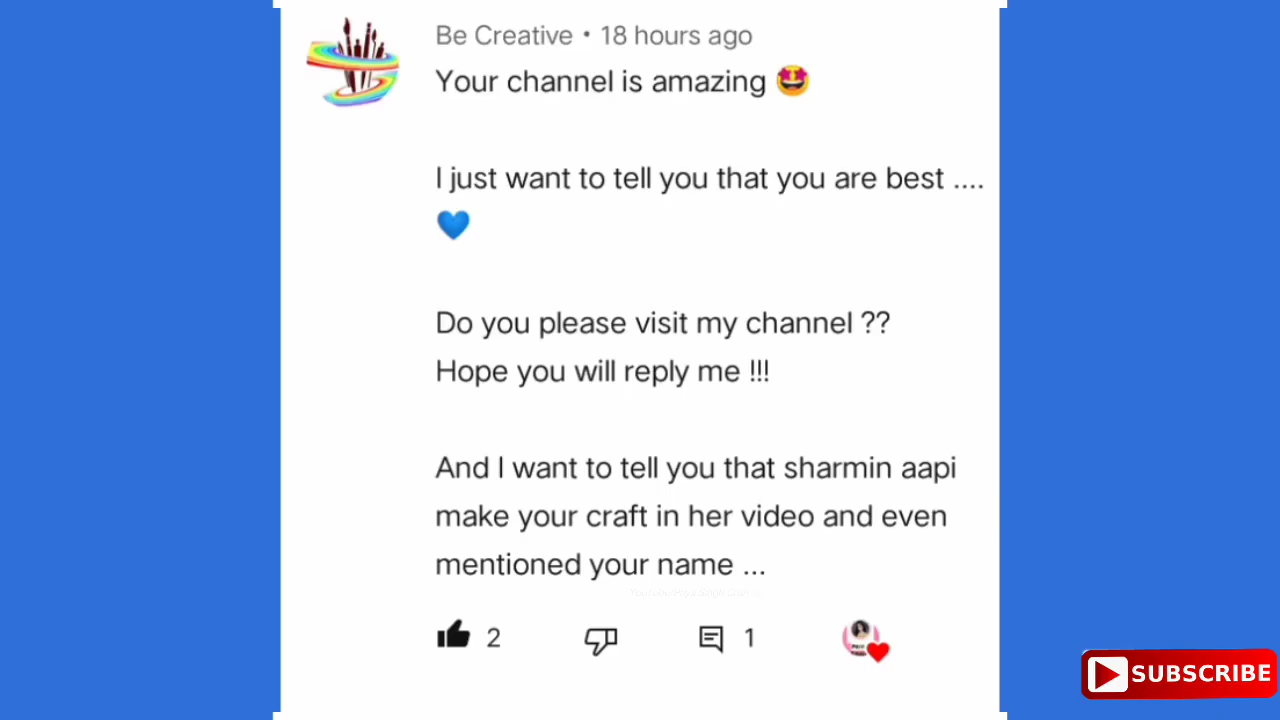 Be Creative • 18 hours ago
Your channel is amazing 🤩
I just want to tell you that you are best ....
💙
Do you please visit my channel ??
Hope you will reply me !!!
And I want to tell you that sharmin aapi
make your craft in her video and even
mentioned your name ...
2 1
SUBSCRIBE